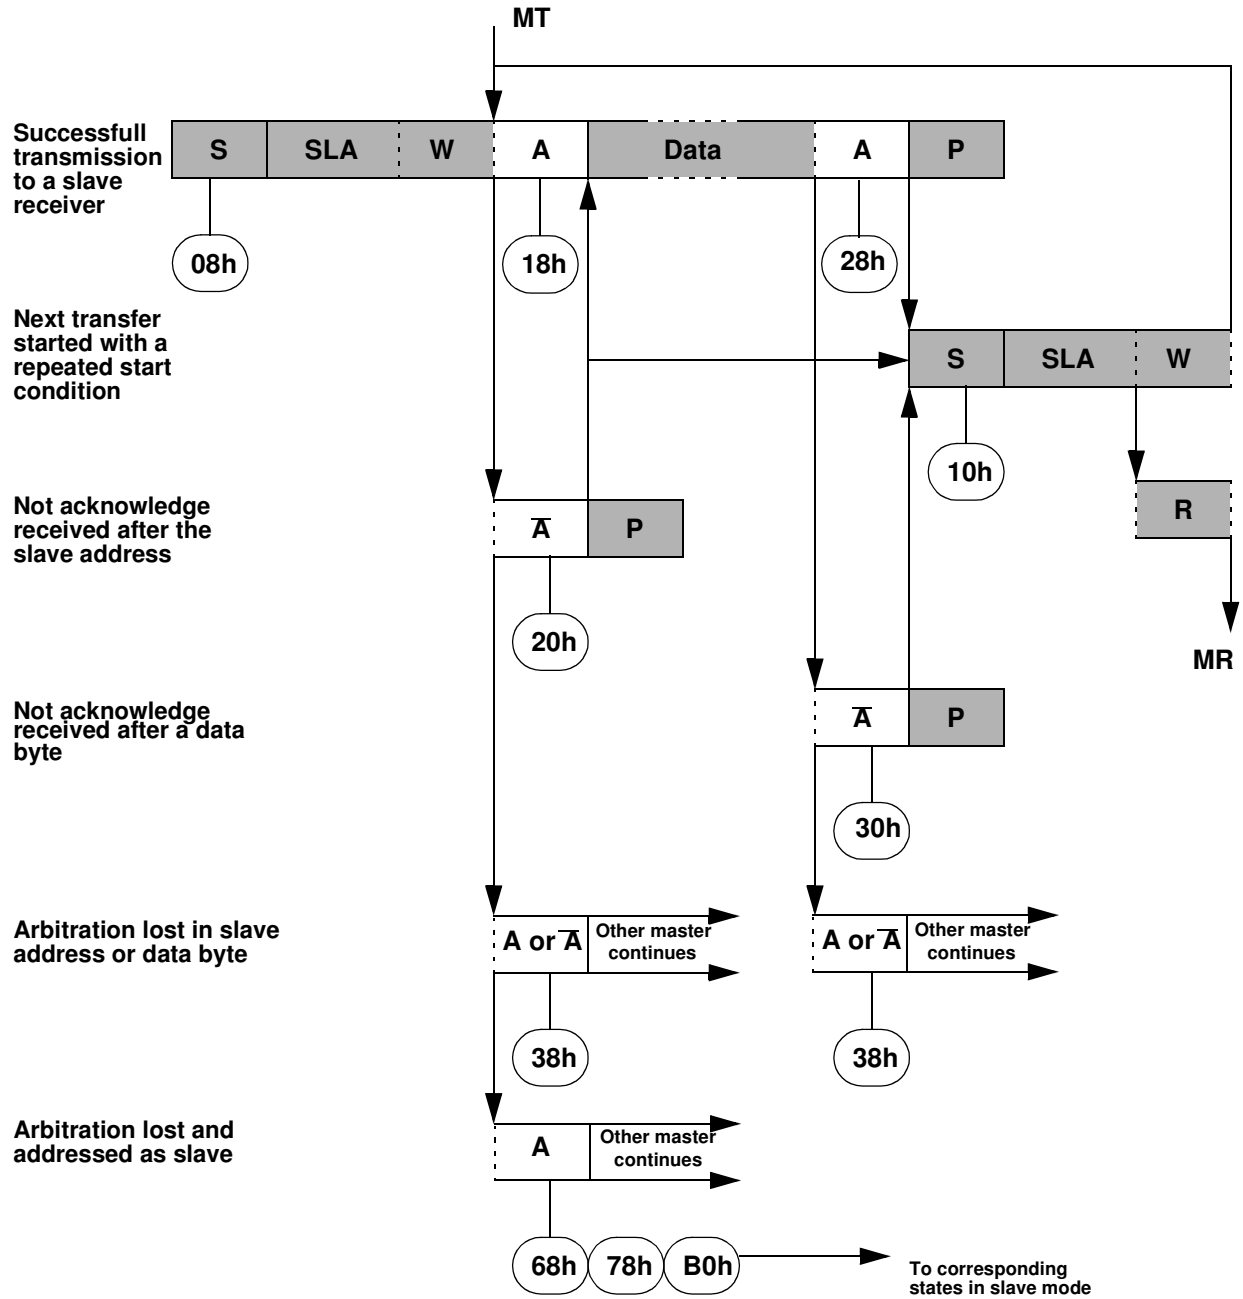 MT
Successfull
transmission
to a slave
receiver
S SLA W A Data A P
08h 18h 28h
Next transfer
started with a
repeated start
condition
S SLA W
10h
Not acknowledge
received after the
slave address
A̅ P
R
20h
MR
Not acknowledge
received after a data
byte
A̅ P
30h
Arbitration lost in slave
address or data byte
A or A̅
Other master
continues
A or A̅
Other master
continues
38h 38h
Arbitration lost and
addressed as slave
A
Other master
continues
68h 78h B0h
To corresponding
states in slave mode